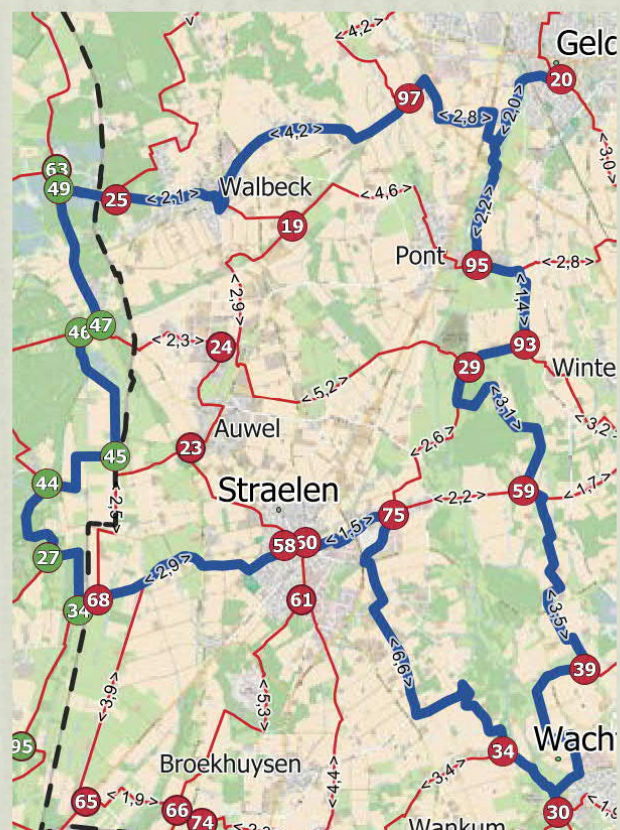 < 4,2 >
Geld
20
97
< 2,8 >
< 2,0 >
< 3,0 >
< 4,2 >
63
49
25
< 2,1 >
Walbeck
< 4,6 >
19
< 2,2 >
Pont
95
< 2,8 >
< 2,9 >
< 1,4 >
46
47
< 2,3 >
24
93
29
Winte
< 5,2 >
< 3,1 >
< 3,2 >
Auwel
23
< 2,6 >
45
44
Straelen
59
< 1,7 >
< 2,5 >
75
< 2,2 >
58
60
< 1,5 >
27
< 2,9 >
34
68
61
< 3,5 >
< 6,6 >
39
< 3,9 >
< 5,3 >
95
34
Wach
Broekhuysen
< 4,4 >
< 3,4 >
65
< 1,9 >
66
74
30
Wankum